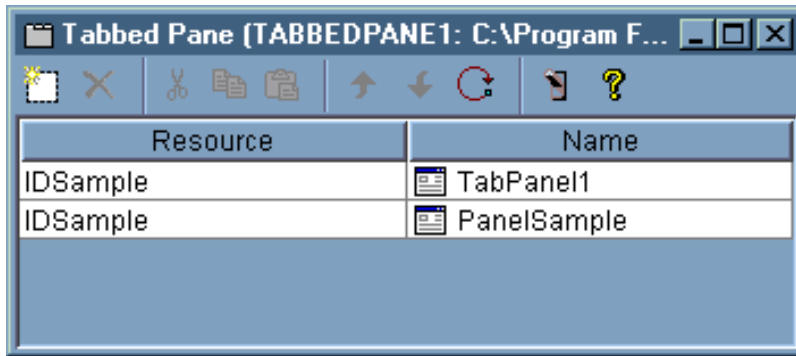 Tabbed Pane (TABBEDPANE1: C:\Program F...
Resource Name
IDSample TabPanel1
IDSample PanelSample